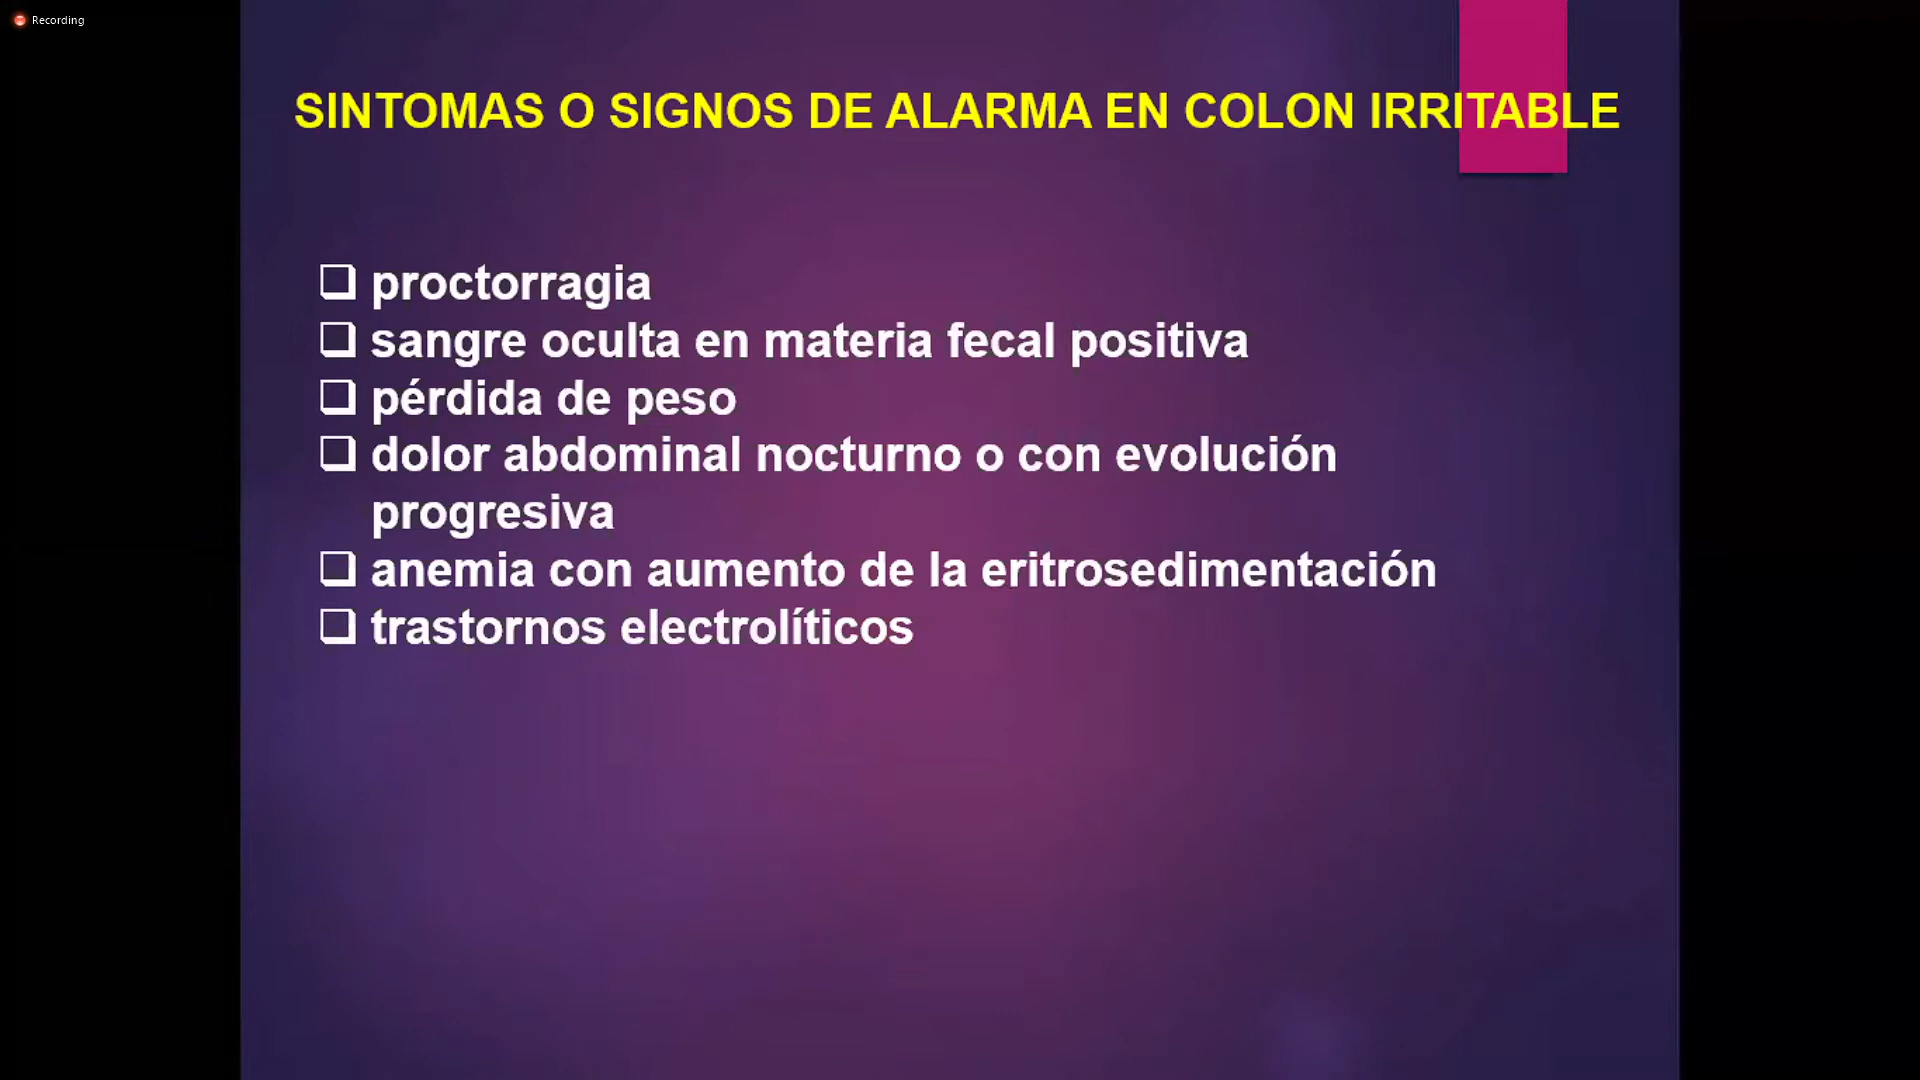 Recording
SINTOMAS O SIGNOS DE ALARMA EN COLON IRRITABLE
proctorragia
sangre oculta en materia fecal positiva
pérdida de peso
dolor abdominal nocturno o con evolución
progresiva
anemia con aumento de la eritrosedimentación
trastornos electrolíticos